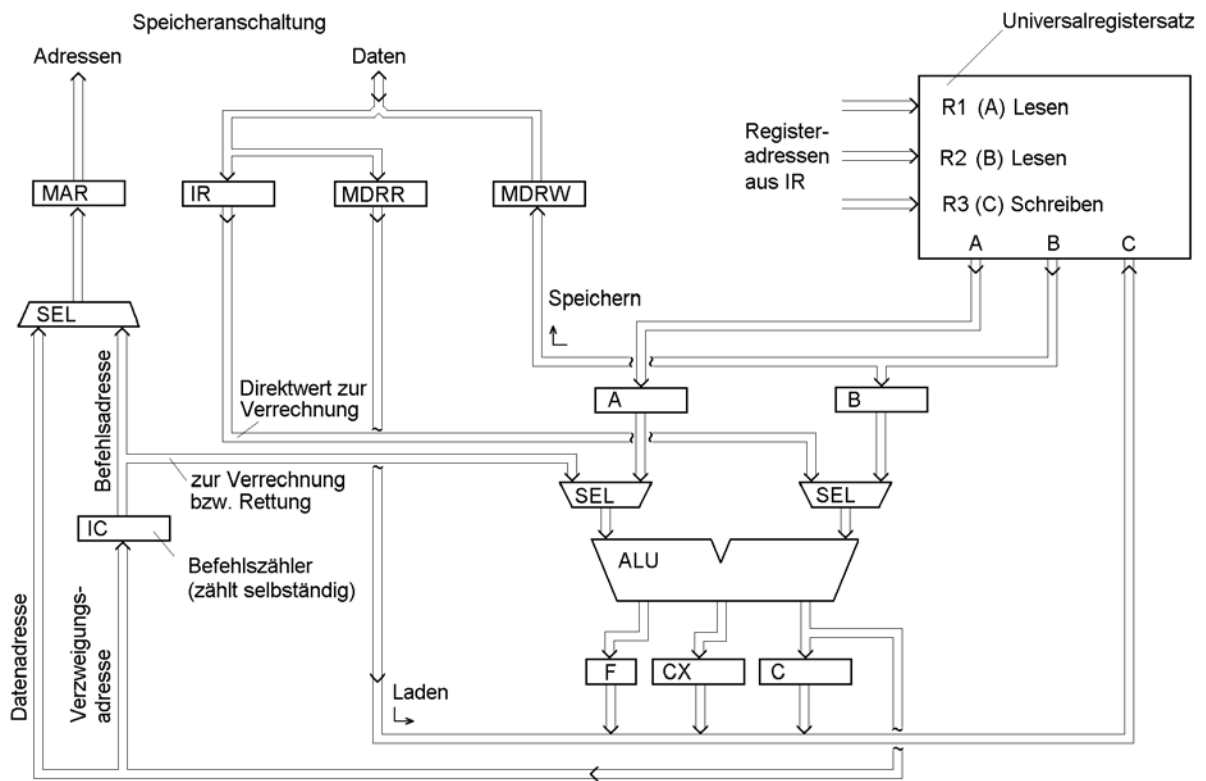 Speicheranschaltung
Universalregistersatz
Adressen
Daten
R1 (A) Lesen
Register-
adressen
aus IR
R2 (B) Lesen
R3 (C) Schreiben
A
B
C
MAR
IR
MDRR
MDRW
SEL
Speichern
Befehlsadresse
Direktwert zur
Verrechnung
A
B
zur Verrechnung
bzw. Rettung
SEL
SEL
IC
Befehlszähler
(zählt selbständig)
ALU
Datenadresse
Verzweigungs-
adresse
F
CX
C
Laden